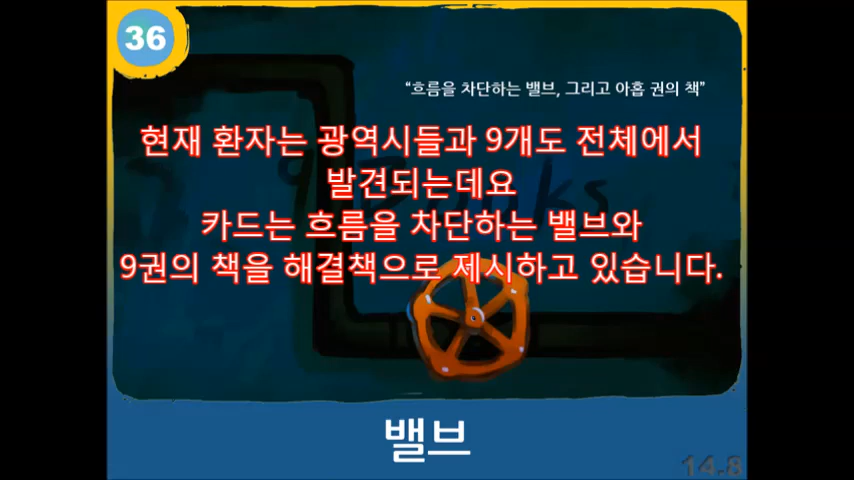 36
“흐름을 차단하는 밸브, 그리고 아홉 권의 책”
현재 환자는 광역시들과 9개도 전체에서
발견되는데요
카드는 흐름을 차단하는 밸브와
9권의 책을 해결책으로 제시하고 있습니다.
밸브
14.8